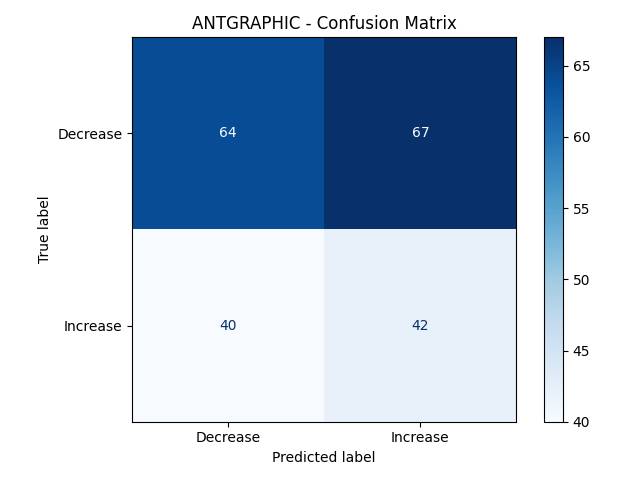 ANTGRAPHIC - Confusion Matrix
True label
Decrease
Increase
64
67
40
42
Decrease
Increase
Predicted label
65
60
55
50
45
40